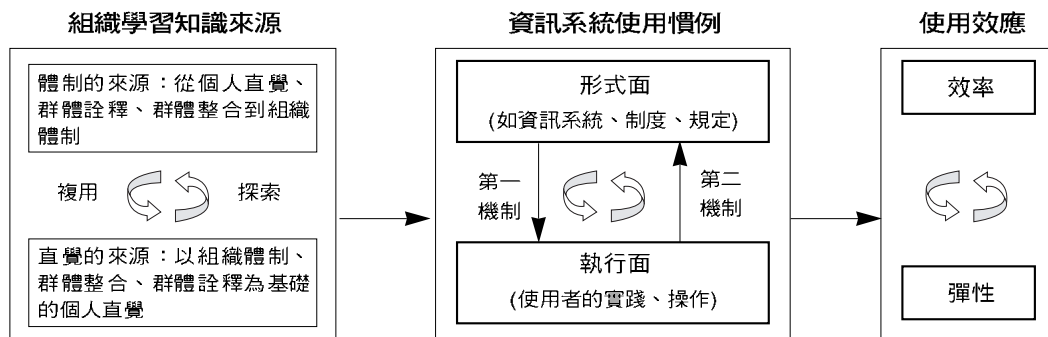 組織學習知識來源
體制的來源：從個人直覺、
群體詮釋、群體整合到組織
體制
複用
探索
直覺的來源：以組織體制、
群體整合、群體詮釋為基礎
的個人直覺
資訊系統使用慣例
形式面
(如資訊系統、制度、規定)
第一
機制
第二
機制
執行面
(使用者的實踐、操作)
使用效應
效率
彈性